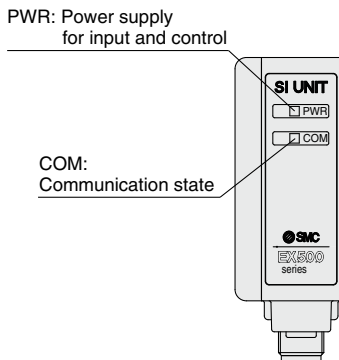 PWR: Power supply
for input and control
SI UNIT
PWR
COM
COM:
Communication state
SMC
EX500
series